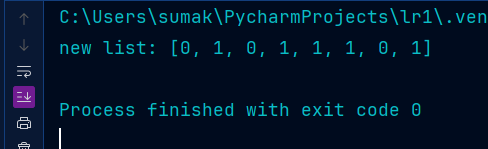 C:\Users\sumak\PycharmProjects\lr1\.ven
new list: [0, 1, 0, 1, 1, 1, 0, 1]
Process finished with exit code 0